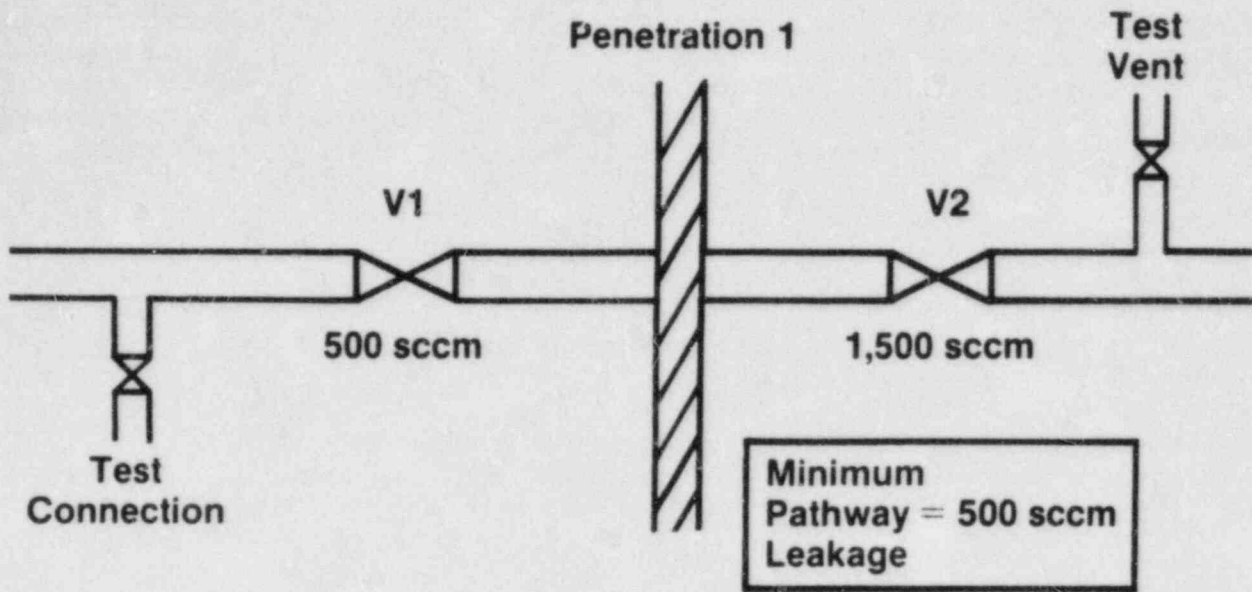 Penetration 1
Test
Vent
V1
V2
500 sccm
1,500 sccm
Test
Connection
Minimum
Pathway = 500 sccm
Leakage